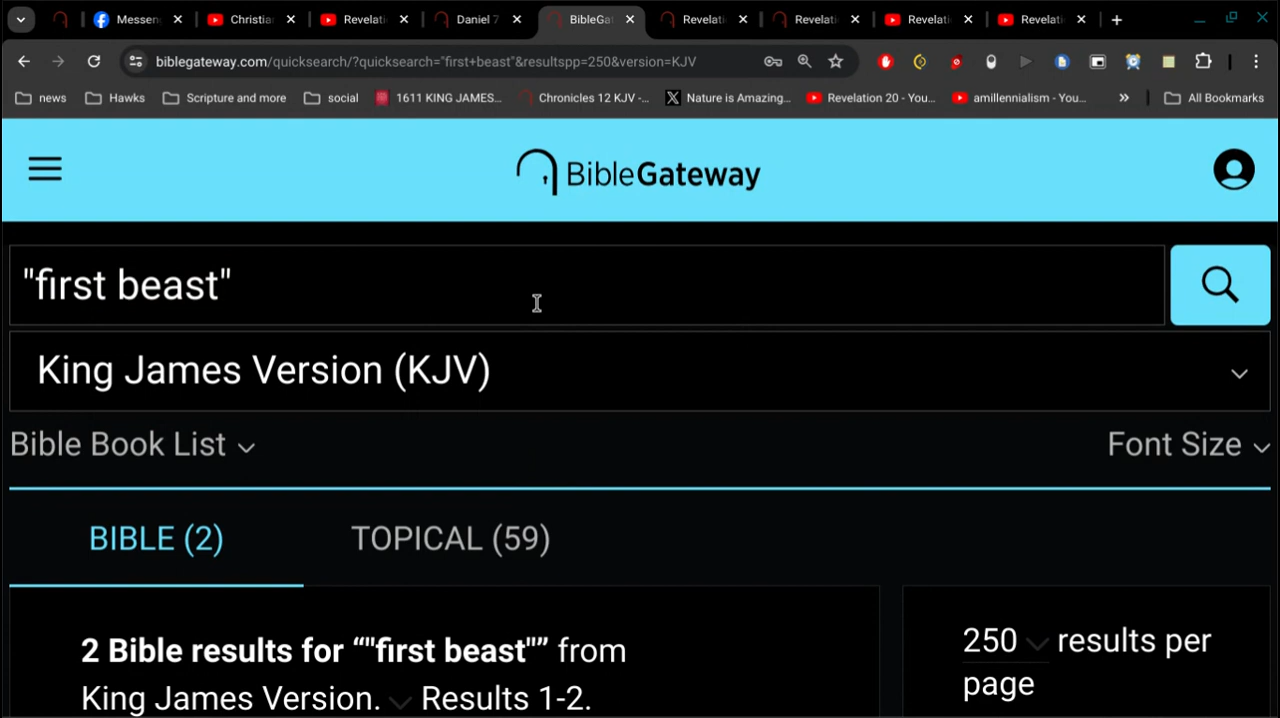 Messen
Christia
Revelati
Daniel 7
BibleGa
Revelati
Revelati
Revelati
Revelati
biblegateway.com/quicksearch/?quicksearch="first+beast"&resultspp=250&version=KJV
news
Hawks
Scripture and more
social
1611 KING JAMES...
Chronicles 12 KJV -...
Nature is Amazing...
Revelation 20 - You...
amillennialism - You...
All Bookmarks
BibleGateway
"first beast"
King James Version (KJV)
Bible Book List
Font Size
BIBLE (2)
TOPICAL (59)
2 Bible results for “"first beast"” from
King James Version. Results 1-2.
250 results per
page